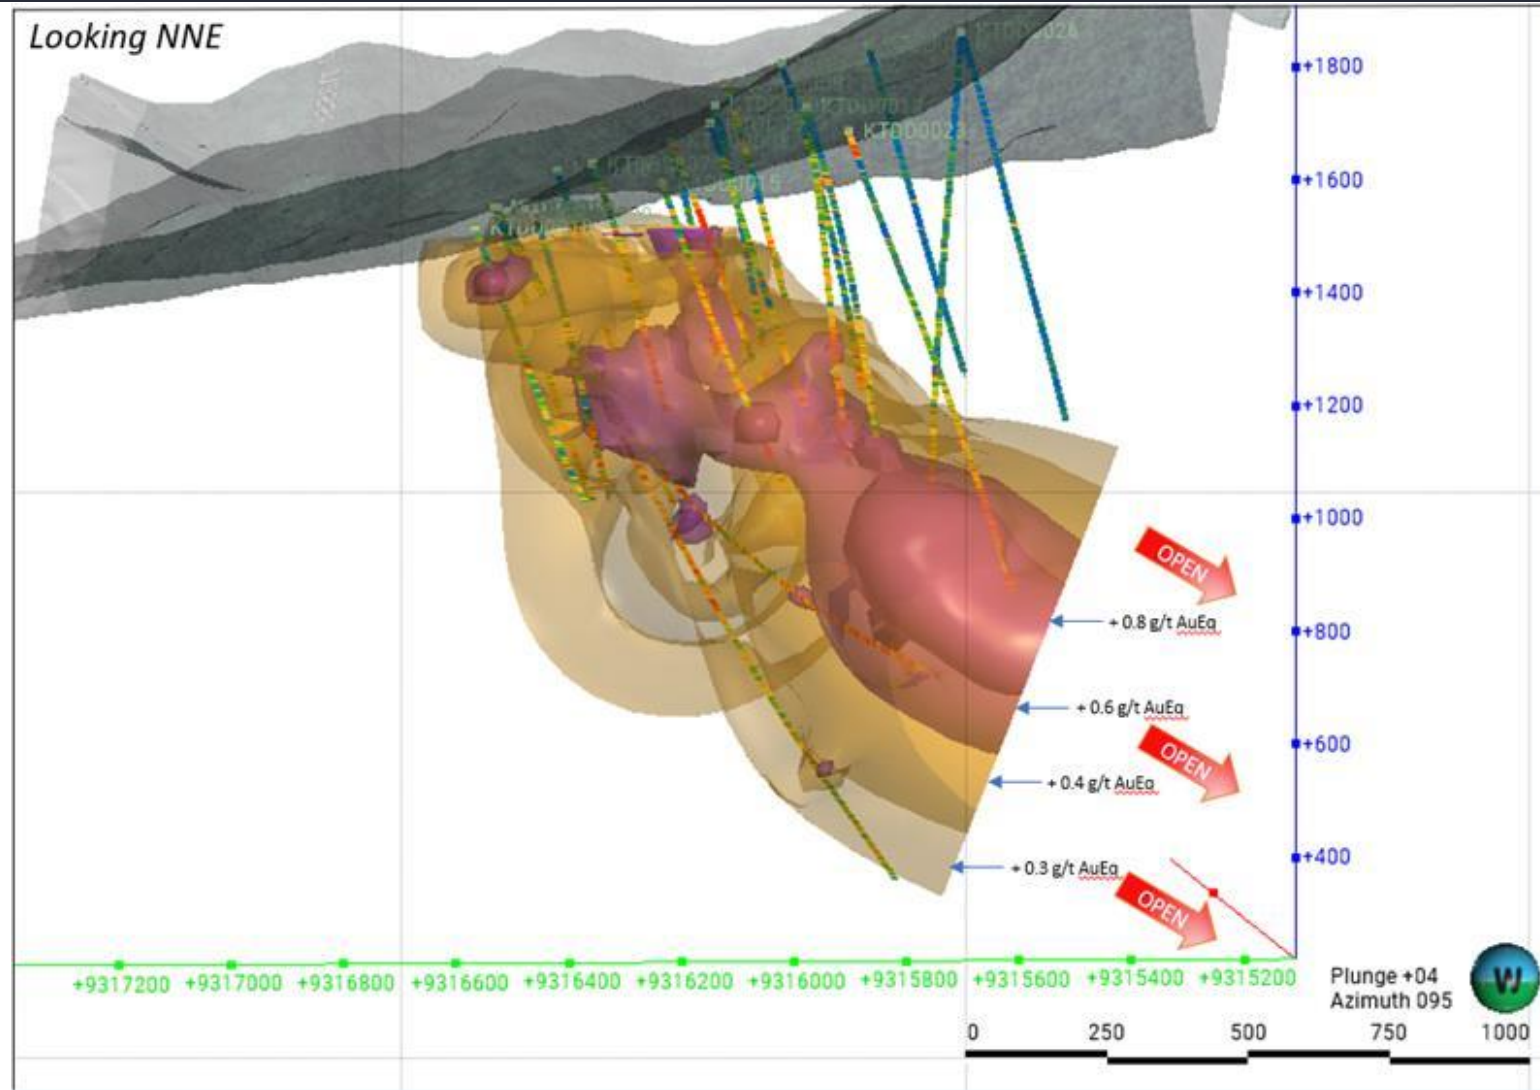 Looking NNE
KTDD0026
KTDD0023
+1800
+1600
+1400
+1200
+1000
+800
+600
+400
OPEN
+ 0.8 g/t AuEq
+ 0.6 g/t AuEq
OPEN
+ 0.4 g/t AuEq
+ 0.3 g/t AuEq
OPEN
+9317200 +9317000 +9316800 +9316600 +9316400 +9316200 +9316000 +9315800 +9315600 +9315400 +9315200
Plunge +04
Azimuth 095
0 250 500 750 1000